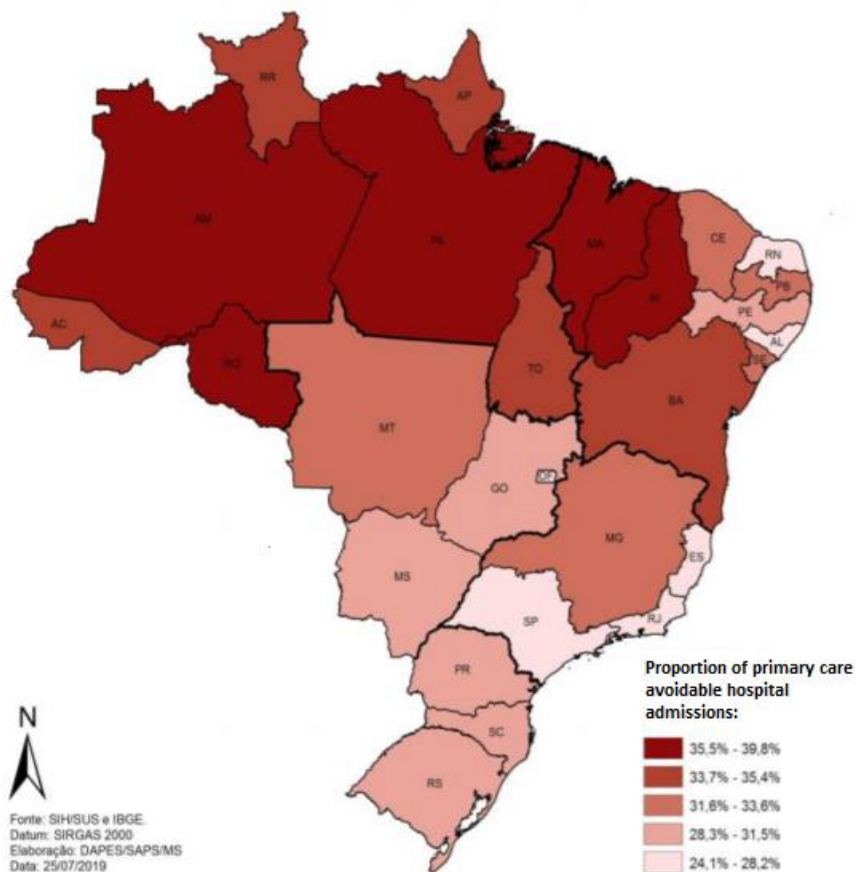 RR
AP
AM
PA
MA
CE
RN
PI
PB
PE
AC
AL
SE
RO
TO
BA
MT
GO
DF
MG
MS
ES
SP
RJ
PR
SC
RS
Proportion of primary care
avoidable hospital
admissions:
35,5% - 39,8%
33,7% - 35,4%
31,6% - 33,6%
28,3% - 31,5%
24,1% - 28,2%
N
Fonte: SIH/SUS e IBGE.
Datum: SIRGAS 2000
Elaboração: DAPES/SAPS/MS
Data: 25/07/2019